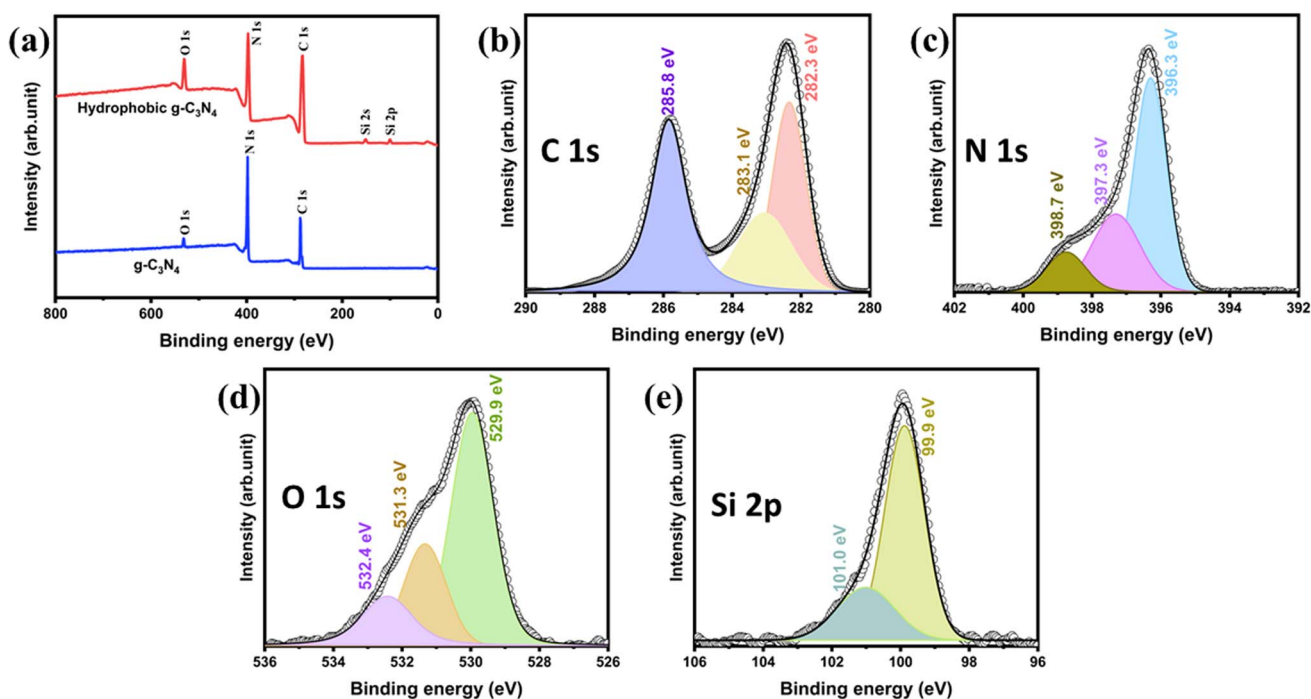 (a)
Intensity (arb.unit)
O 1s
N 1s
C 1s
Hydrophobic g-C₃N₄
Si 2s
Si 2p
O 1s
N 1s
C 1s
g-C₃N₄
800 600 400 200 0
Binding energy (eV)
(b)
Intensity (arb.unit)
C 1s
285.8 eV
283.1 eV
282.3 eV
290 288 286 284 282 280
Binding energy (eV)
(c)
Intensity (arb.unit)
N 1s
398.7 eV
397.3 eV
396.3 eV
402 400 398 396 394 392
Binding energy (eV)
(d)
Intensity (arb.unit)
O 1s
532.4 eV
531.3 eV
529.9 eV
536 534 532 530 528 526
Binding energy (eV)
(e)
Intensity (arb.unit)
Si 2p
101.0 eV
99.9 eV
106 104 102 100 98 96
Binding energy (eV)